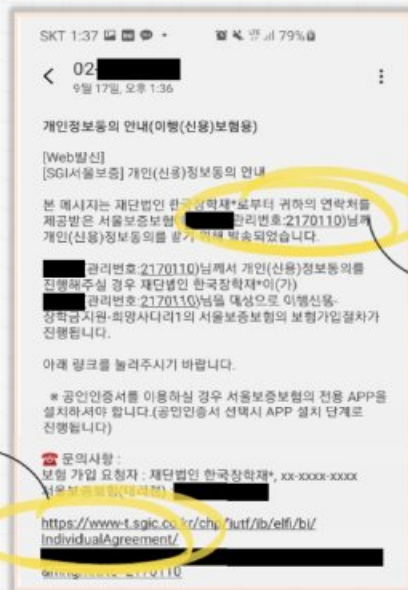 SKT 1:37
79%
02-
9월 17일, 오후 1:36
개인정보동의 안내(이행(신용)보험용)
[Web발신]
[SGI서울보증] 개인(신용)정보동의 안내
본 메시지는 재단법인 한국장학재*로부터 귀하의 연락처를
제공받은 서울보증보험 관리번호:2170110)님께
개인(신용)정보동의를 받기 위해 발송되었습니다.
관리번호:2170110)님께서 개인(신용)정보동의를
진행해주실 경우 재단법인 한국장학재*이(가)
관리번호:2170110)님을 대상으로 이행신용-
장학금지원-희망사다리1의 서울보증보험의 보험가입절차가
진행됩니다.
아래 링크를 눌러주시기 바랍니다.
※ 공인인증서를 이용하실 경우 서울보증보험의 전용 APP을
설치하셔야 합니다.(공인인증서 선택시 APP 설치 단계로
진행됩니다)
☎ 문의사항 :
보험 가입 요청자 : 재단법인 한국장학재*, xx-xxxx-xxxx
https://www-t.sgic.co.kr/chp/iutf/ib/elfi/bi/
IndividualAgreement/
2170110